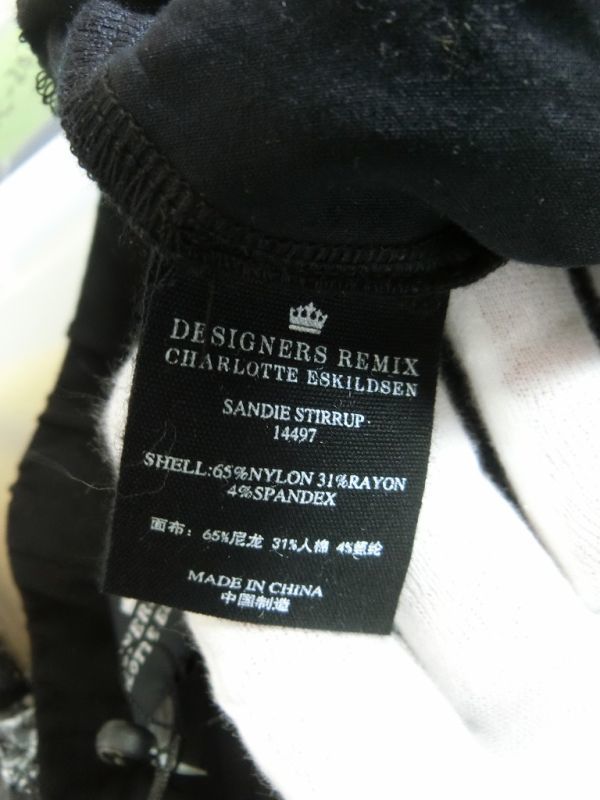 DESIGNERS REMIX
CHARLOTTE ESKILDSEN
SANDIE STIRRUP
14497
SHELL:65%NYLON 31%RAYON
4%SPANDEX
画布: 65%尼龙 31%人棉 4%氨纶
MADE IN CHINA
中国制造